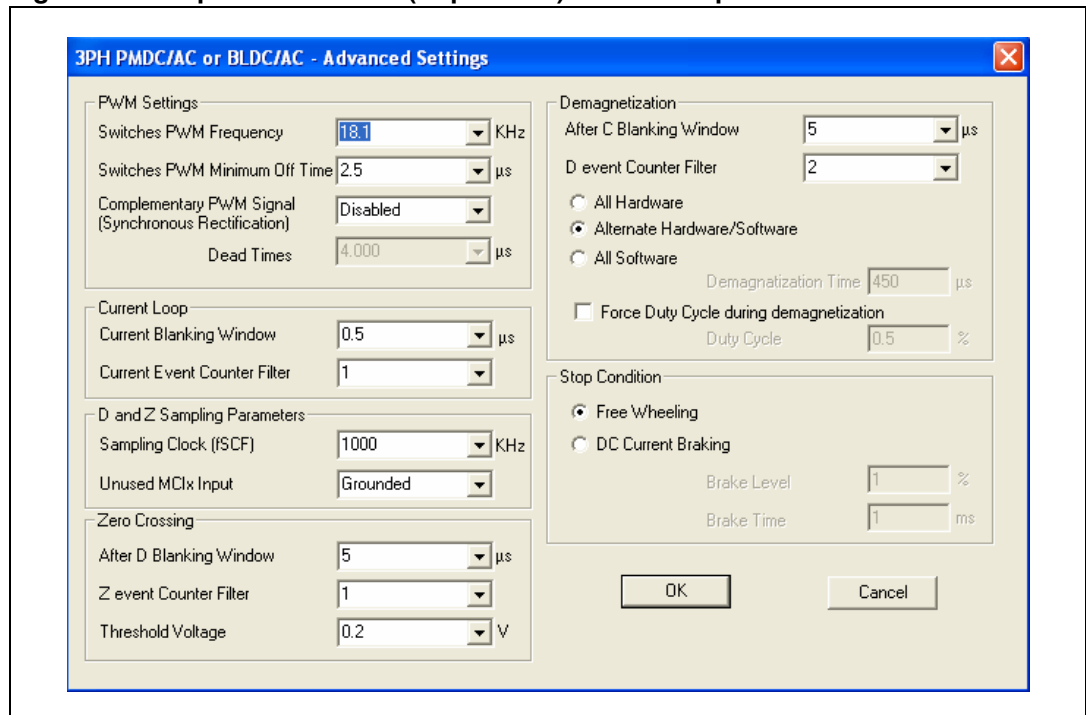 3PH PMDC/AC or BLDC/AC - Advanced Settings
PWM Settings
Switches PWM Frequency 18.1 KHz
Switches PWM Minimum Off Time 2.5 µs
Complementary PWM Signal
(Synchronous Rectification) Disabled
Dead Times 4.000 µs
Current Loop
Current Blanking Window 0.5 µs
Current Event Counter Filter 1
D and Z Sampling Parameters
Sampling Clock (fSCF) 1000 KHz
Unused MCIx Input Grounded
Zero Crossing
After D Blanking Window 5 µs
Z event Counter Filter 1
Threshold Voltage 0.2 V
Demagnetization
After C Blanking Window 5 µs
D event Counter Filter 2
All Hardware
Alternate Hardware/Software
All Software
Demagnatization Time 450 µs
Force Duty Cycle during demagnetization
Duty Cycle 0.5 %
Stop Condition
Free Wheeling
DC Current Braking
Brake Level 1 %
Brake Time 1 ms
OK Cancel